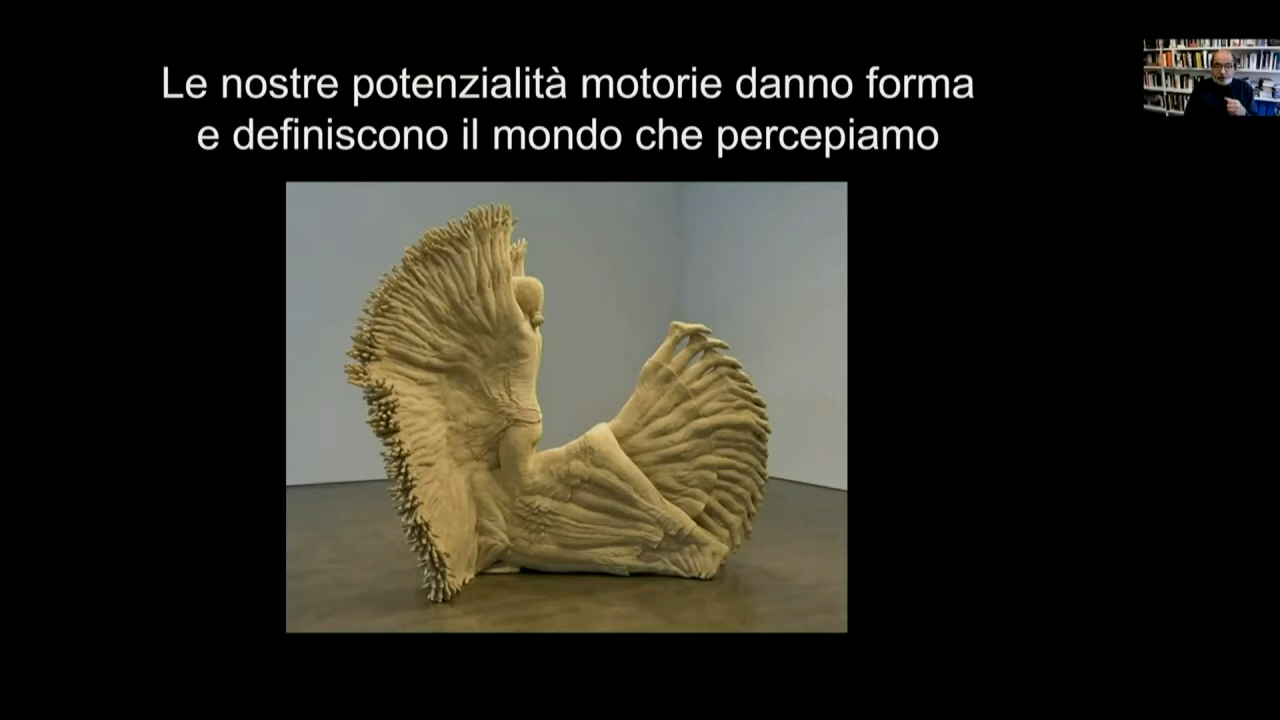 Le nostre potenzialità motorie danno forma
e definiscono il mondo che percepiamo